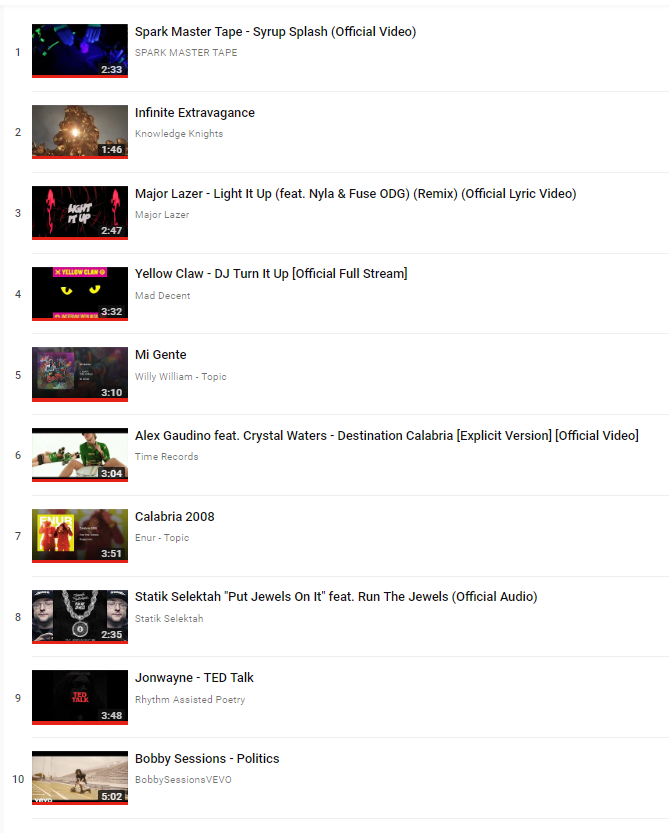 1
Spark Master Tape - Syrup Splash (Official Video)
SPARK MASTER TAPE
2:33
2
Infinite Extravagance
Knowledge Knights
1:46
3
Major Lazer - Light It Up (feat. Nyla & Fuse ODG) (Remix) (Official Lyric Video)
Major Lazer
LIGHT
IT UP
2:47
4
Yellow Claw - DJ Turn It Up [Official Full Stream]
Mad Decent
YELLOW CLAW
3:32
5
Mi Gente
Willy William - Topic
3:10
6
Alex Gaudino feat. Crystal Waters - Destination Calabria [Explicit Version] [Official Video]
Time Records
3:04
7
Calabria 2008
Enur - Topic
ENUR
3:51
8
Statik Selektah "Put Jewels On It" feat. Run The Jewels (Official Audio)
Statik Selektah
2:35
9
Jonwayne - TED Talk
Rhythm Assisted Poetry
TED
TALK
3:48
10
Bobby Sessions - Politics
BobbySessionsVEVO
vevo
5:02